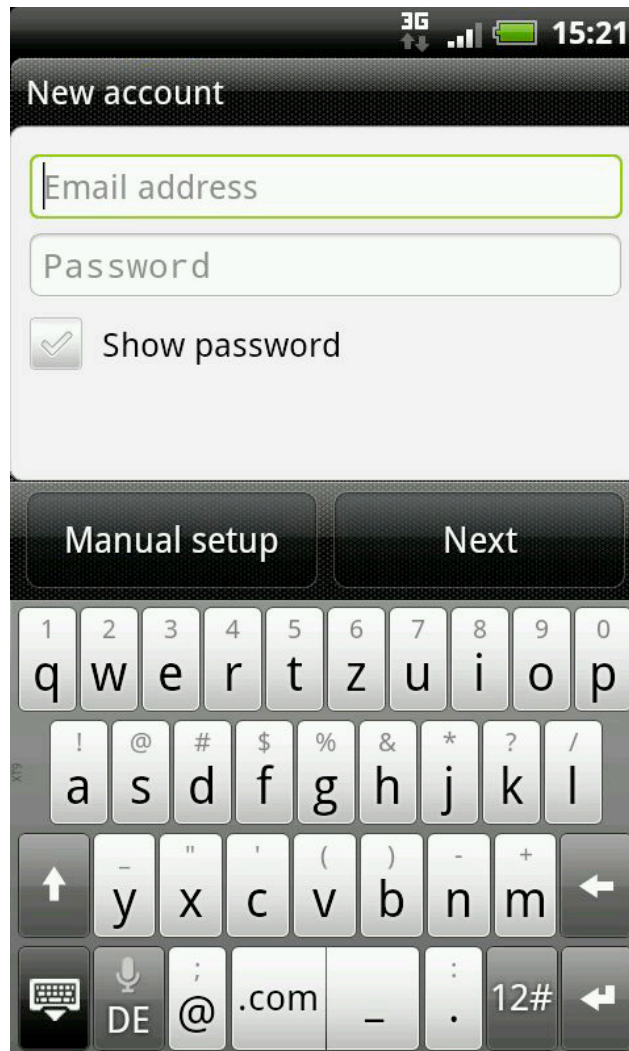 3G 15:21
New account
Email address
Password
Show password
Manual setup Next
1 2 3 4 5 6 7 8 9 0
q w e r t z u i o p
! @ # $ % & * ? /
XT9 a s d f g h j k l
_ " ' ( ) - +
y x c v b n m
; :
DE @ .com _ . 12#